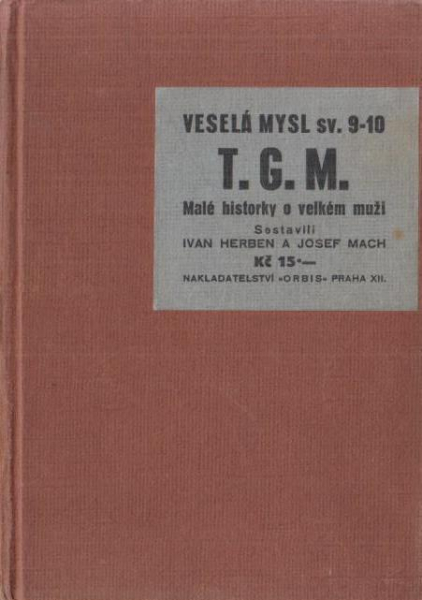 VESELÁ MYSL sv. 9-10
T. G. M.
Malé historky o velkém muži
Sestavili
IVAN HERBEN A JOSEF MACH
Kč 15·—
NAKLADATELSTVÍ »ORBIS« PRAHA XII.